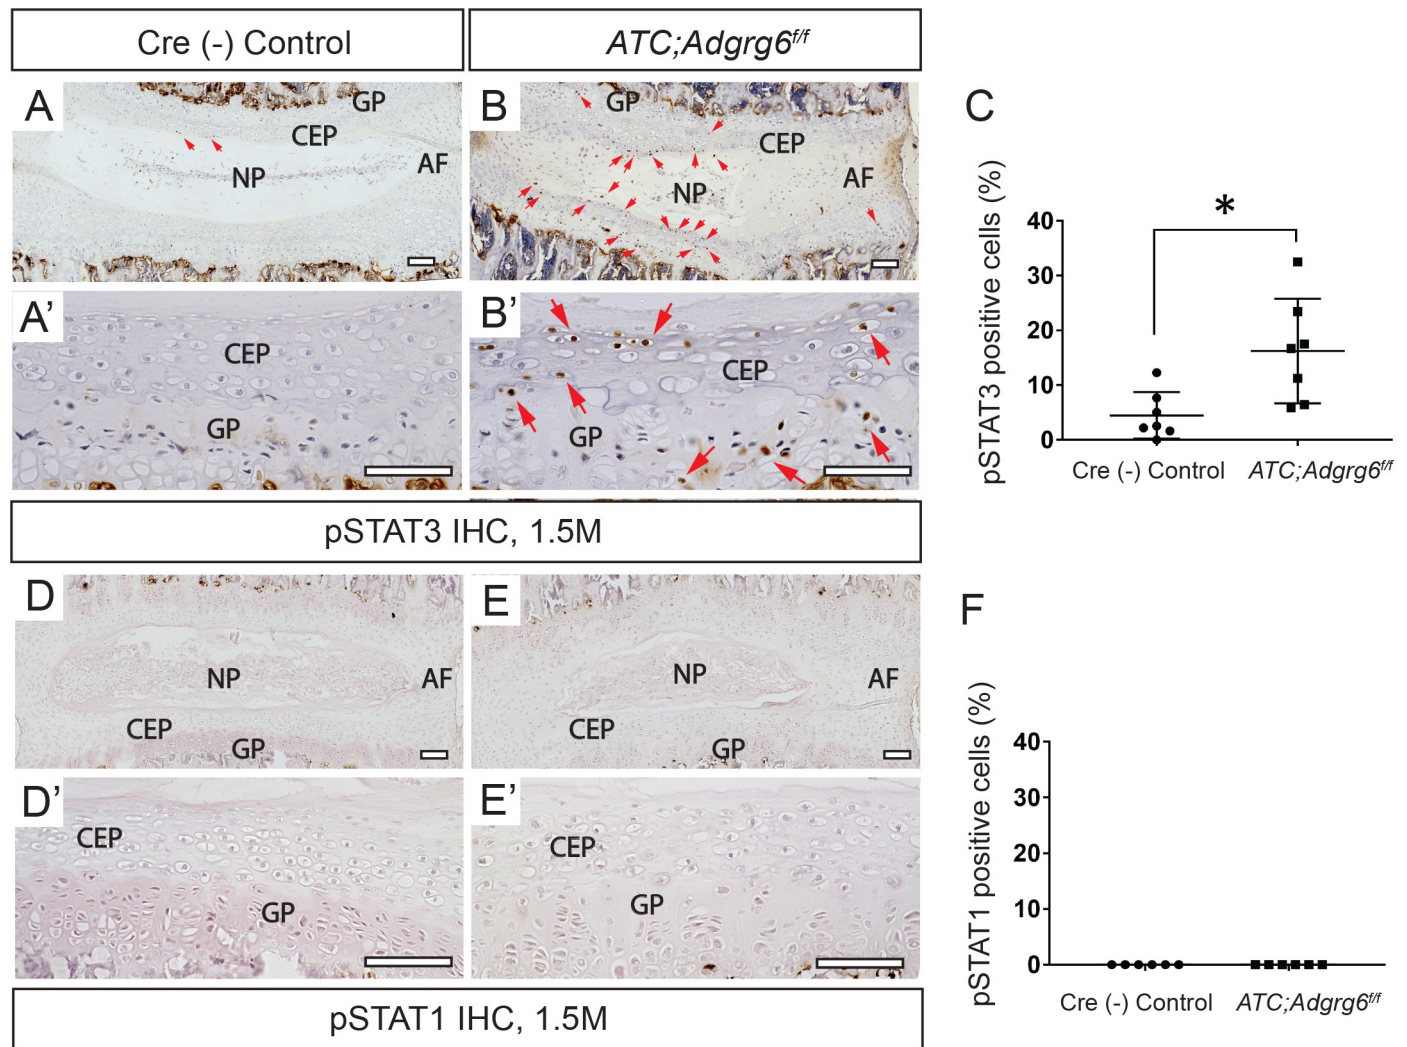 Cre (-) Control
ATC;Adgrg6f/f
A
GP
CEP
NP
AF
B
GP
CEP
NP
AF
A’
CEP
GP
B’
CEP
GP
pSTAT3 IHC, 1.5M
C
pSTAT3 positive cells (%)
40
30
20
10
0
*
Cre (-) Control
ATC;Adgrg6f/f
D
NP
AF
CEP
GP
E
NP
AF
CEP
GP
D’
CEP
GP
E’
CEP
GP
pSTAT1 IHC, 1.5M
F
pSTAT1 positive cells (%)
40
30
20
10
0
Cre (-) Control
ATC;Adgrg6f/f